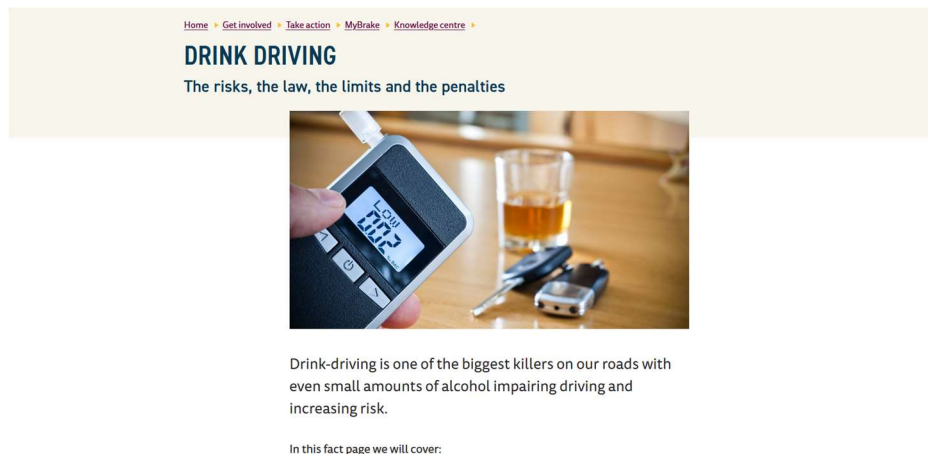 Home ▸ Get involved ▸ Take action ▸ MyBrake ▸ Knowledge centre ▸
DRINK DRIVING
The risks, the law, the limits and the penalties
LOW
002
Drink-driving is one of the biggest killers on our roads with
even small amounts of alcohol impairing driving and
increasing risk.
In this fact page we will cover: